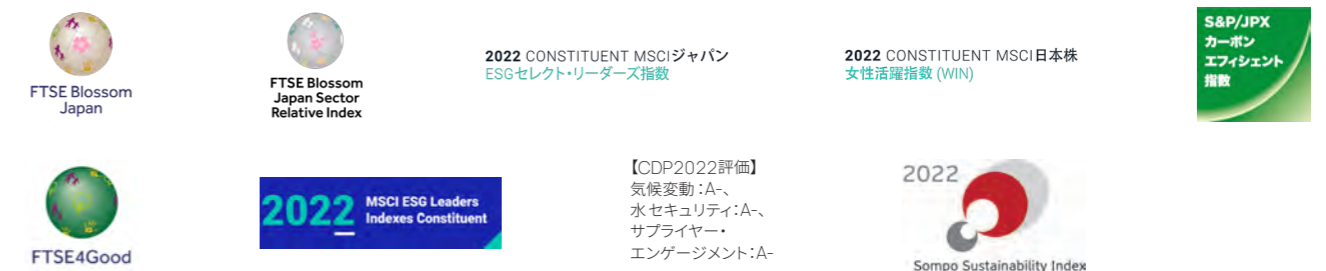 FTSE Blossom
Japan
FTSE Blossom
Japan Sector
Relative Index
2022 CONSTITUENT MSCIジャパン
ESGセレクト・リーダーズ指数
2022 CONSTITUENT MSCI日本株
女性活躍指数 (WIN)
S&P/JPX
カーボン
エフィシェント
指数
FTSE4Good
2022 MSCI ESG Leaders
Indexes Constituent
【CDP2022評価】
気候変動：A-、
水セキュリティ：A-、
サプライヤー・
エンゲージメント：A-
2022
Sompo Sustainability Index